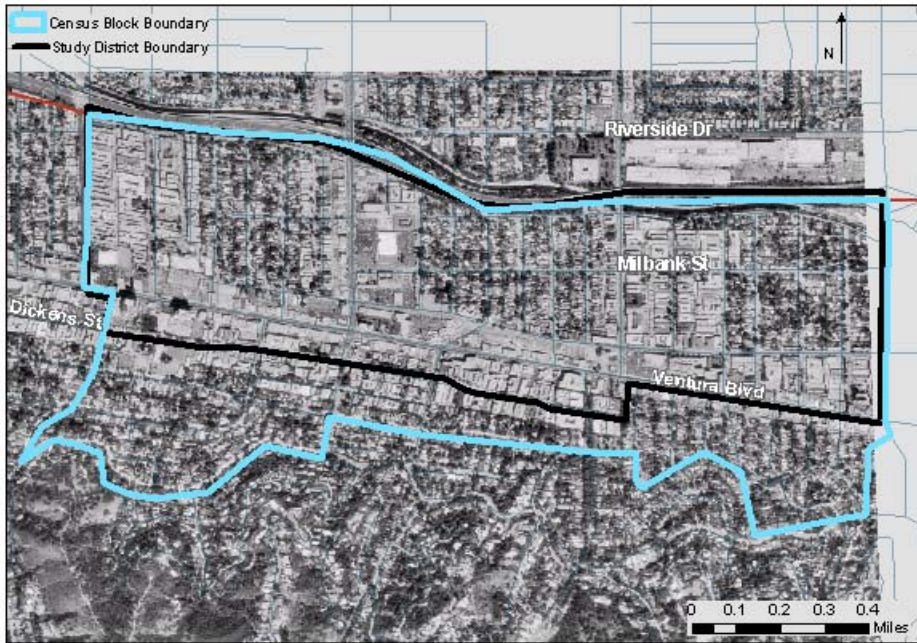 Census Block Boundary
Study District Boundary
N
Riverside Dr
Milbank St
Dickens St
Ventura Blvd
0 0.1 0.2 0.3 0.4
Miles